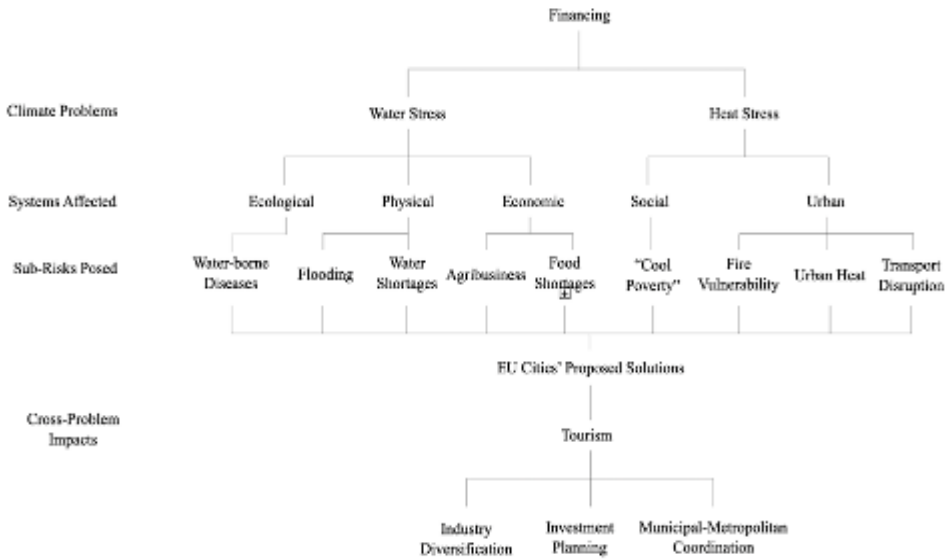 Financing
Climate Problems
Water Stress
Heat Stress
Systems Affected
Ecological
Physical
Economic
Social
Urban
Sub-Risks Posed
Water-borne
Diseases
Flooding
Water
Shortages
Agribusiness
Food
Shortages
“Cool
Poverty”
Fire
Vulnerability
Urban Heat
Transport
Disruption
EU Cities’ Proposed Solutions
Cross-Problem
Impacts
Tourism
Industry
Diversification
Investment
Planning
Municipal-Metropolitan
Coordination